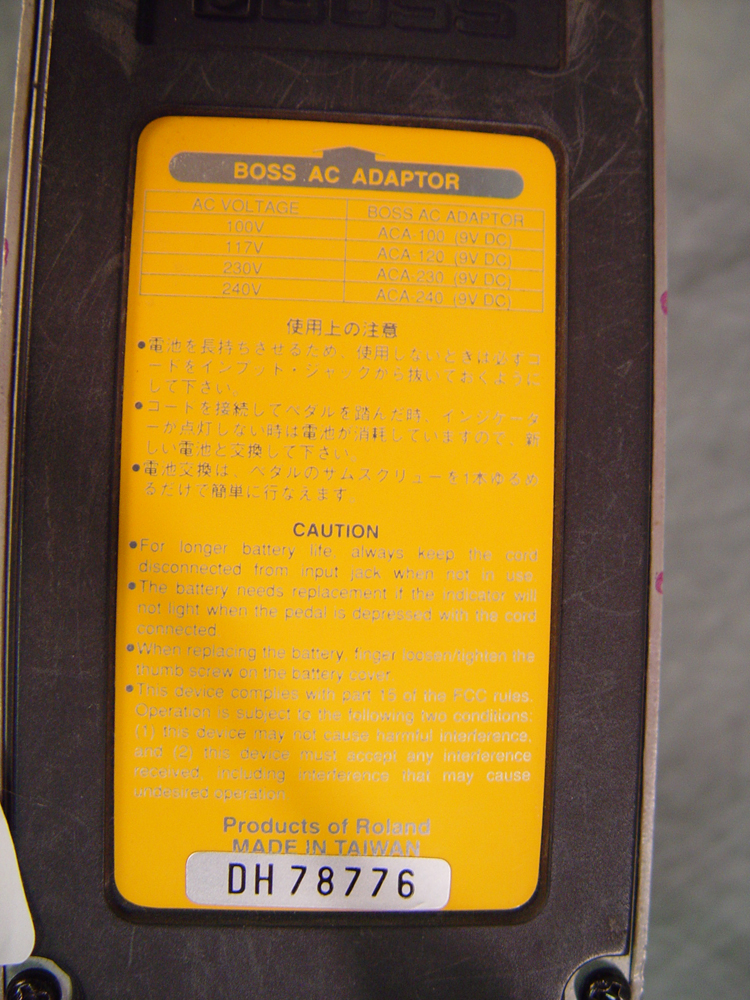 BOSS
BOSS AC ADAPTOR
AC VOLTAGE BOSS AC ADAPTOR
100V ACA-100 (9V DC)
117V ACA-120 (9V DC)
230V ACA-230 (9V DC)
240V ACA-240 (9V DC)
使用上の注意
●電池を長持ちさせるため、使用しないときは必ずコ
ードをインプット・ジャックから抜いておくように
して下さい。
●コードを接続してペダルを踏んだ時、インジケータ
ーが点灯しない時は電池が消耗していますので、新
しい電池と交換して下さい。
●電池交換は、ペダルのサムスクリューを1本ゆるめ
るだけで簡単に行なえます。
CAUTION
●For longer battery life, always keep the cord
disconnected from input jack when not in use.
●The battery needs replacement if the indicator will
not light when the pedal is depressed with the cord
connected.
●When replacing the battery, finger loosen/tighten the
thumb screw on the battery cover.
●This device complies with part 15 of the FCC rules.
Operation is subject to the following two conditions:
(1) this device may not cause harmful interference,
and (2) this device must accept any interference
received, including interference that may cause
undesired operation.
Products of Roland
MADE IN TAIWAN
DH 78776